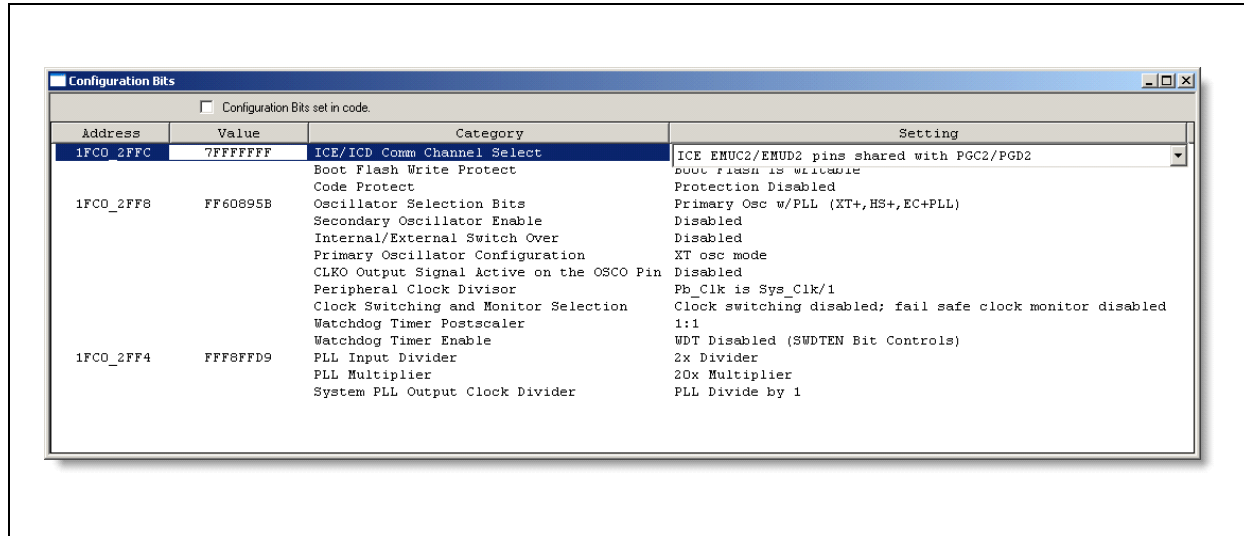 Configuration Bits
Configuration Bits set in code.
Address Value Category Setting
1FC0_2FFC 7FFFFFFF ICE/ICD Comm Channel Select ICE EMUC2/EMUD2 pins shared with PGC2/PGD2
Boot Flash Write Protect Boot Flash is writable
Code Protect Protection Disabled
1FC0_2FF8 FF60895B Oscillator Selection Bits Primary Osc w/PLL (XT+,HS+,EC+PLL)
Secondary Oscillator Enable Disabled
Internal/External Switch Over Disabled
Primary Oscillator Configuration XT osc mode
CLKO Output Signal Active on the OSCO Pin Disabled
Peripheral Clock Divisor Pb_Clk is Sys_Clk/1
Clock Switching and Monitor Selection Clock switching disabled; fail safe clock monitor disabled
Watchdog Timer Postscaler 1:1
Watchdog Timer Enable WDT Disabled (SWDTEN Bit Controls)
1FC0_2FF4 FFF8FFD9 PLL Input Divider 2x Divider
PLL Multiplier 20x Multiplier
System PLL Output Clock Divider PLL Divide by 1